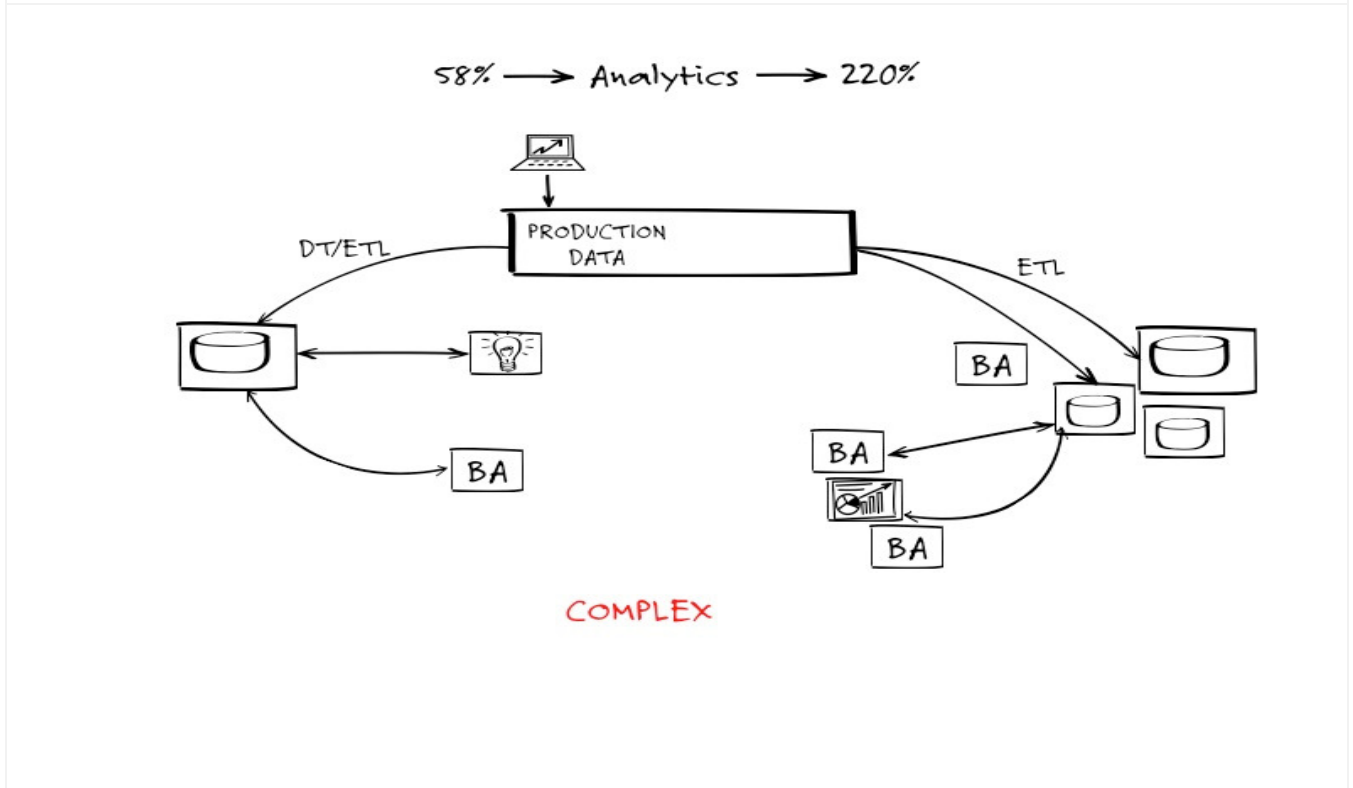 58% → Analytics → 220%
PRODUCTION
DATA
DT/ETL
ETL
BA
BA
BA
BA
COMPLEX